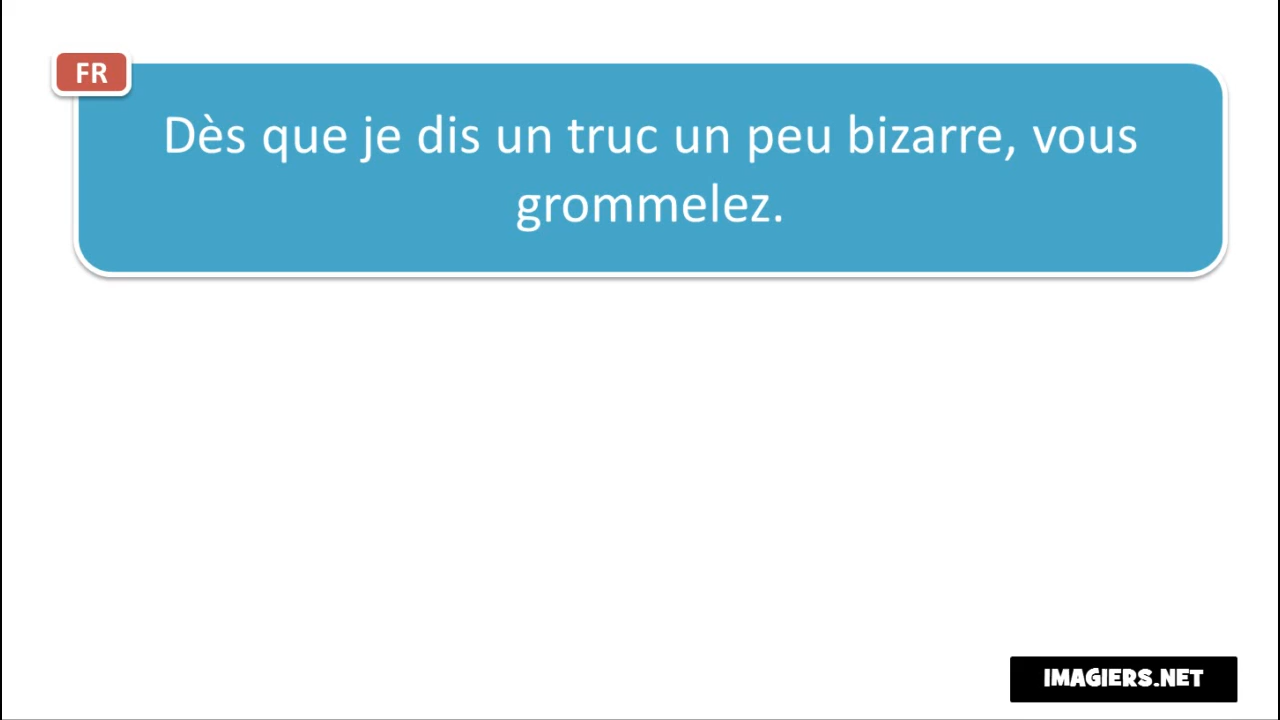 FR
Dès que je dis un truc un peu bizarre, vous
grommelez.
IMAGIERS.NET